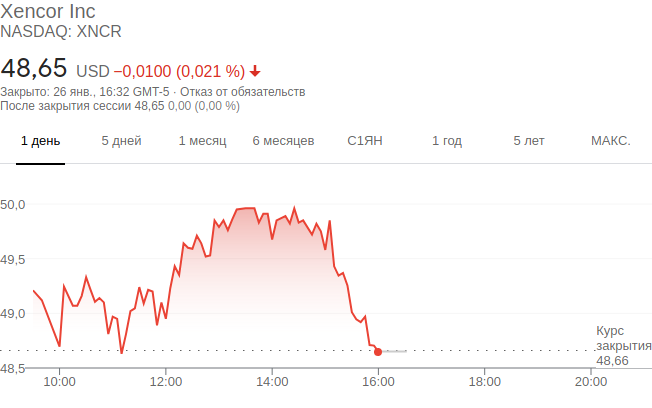 Xencor Inc
NASDAQ: XNCR
48,65 USD −0,0100 (0,021 %)
Закрыто: 26 янв., 16:32 GMT-5 · Отказ от обязательств
После закрытия сессии 48,65 0,00 (0,00 %)
1 день 5 дней 1 месяц 6 месяцев С1ЯН 1 год 5 лет МАКС.
50,0
49,5
49,0
Курс
закрытия
48,66
48,5
10:00 12:00 14:00 16:00 18:00 20:00